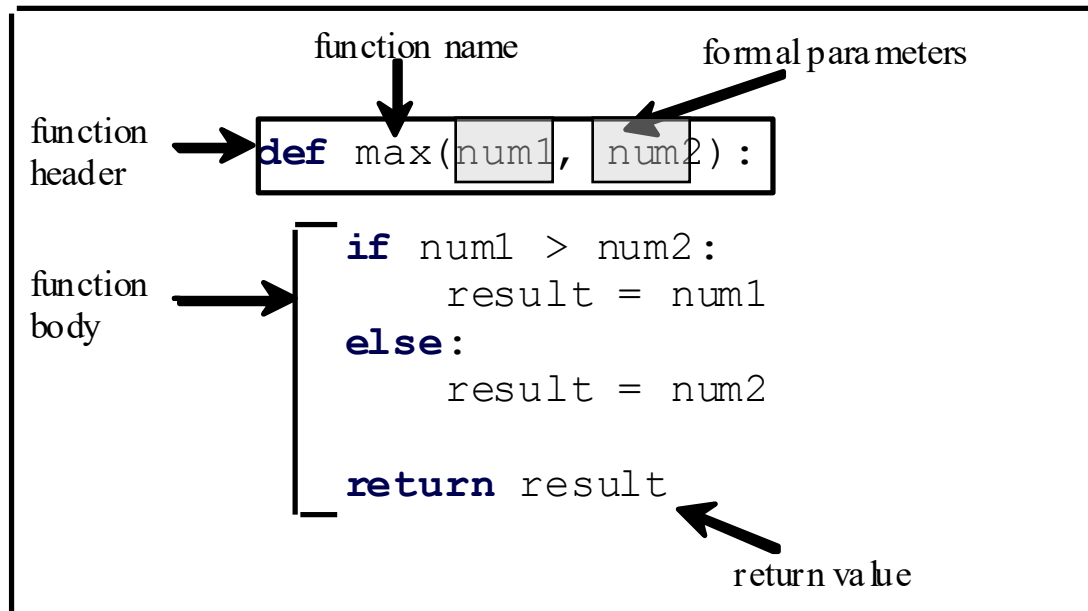 function name
formal parameters
function
header
def max(num1, num2):
if num1 > num2:
result = num1
else:
result = num2
function
body
return result
return value